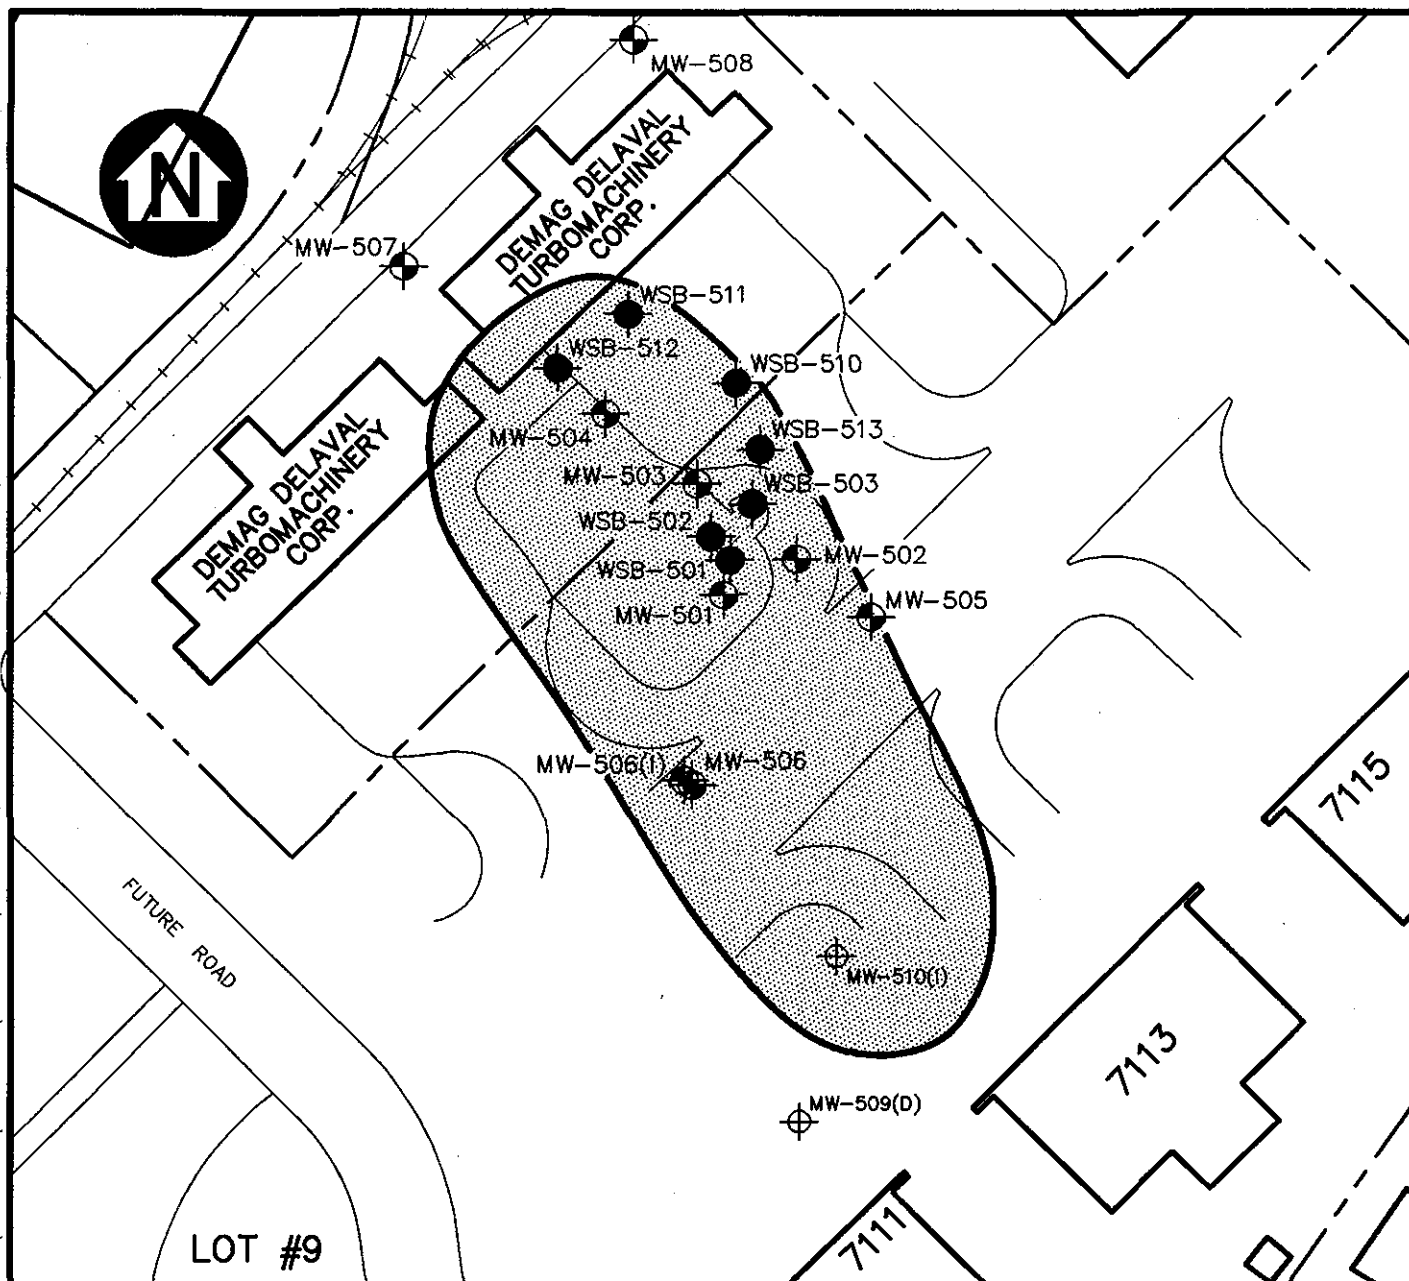 MW-508
DEMAG DELAVAL
TURBOMACHINERY
CORP.
N
MW-507
WSB-511
WSB-512
WSB-510
MW-504
WSB-513
MW-503
WSB-503
DEMAG DELAVAL
TURBOMACHINERY
CORP.
WSB-502
WSB-501
MW-502
MW-501
MW-505
MW-506(I)
MW-506
7115
FUTURE ROAD
MW-510(I)
7113
MW-509(D)
7111
LOT #9